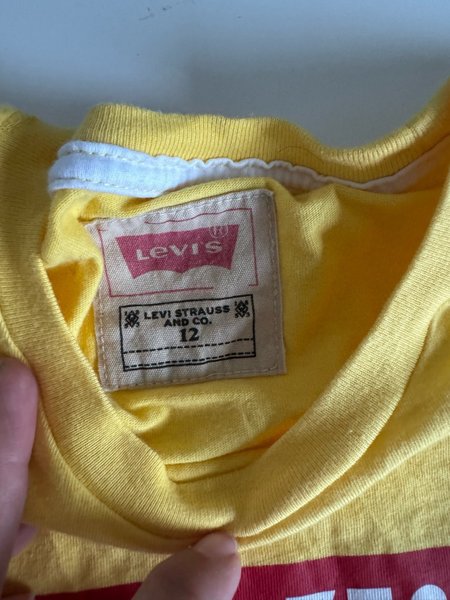 LEVI'S
®
LEVI STRAUSS
AND CO.
12